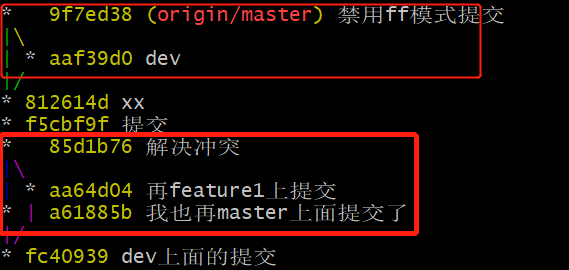 *   9f7ed38 (origin/master) 禁用ff模式提交
|\
| * aaf39d0 dev
|/
* 812614d xx
* f5cbf9f 提交
*   85d1b76 解决冲突
|\
| * aa64d04 再feature1上提交
* | a61885b 我也再master上面提交了
|/
* fc40939 dev上面的提交